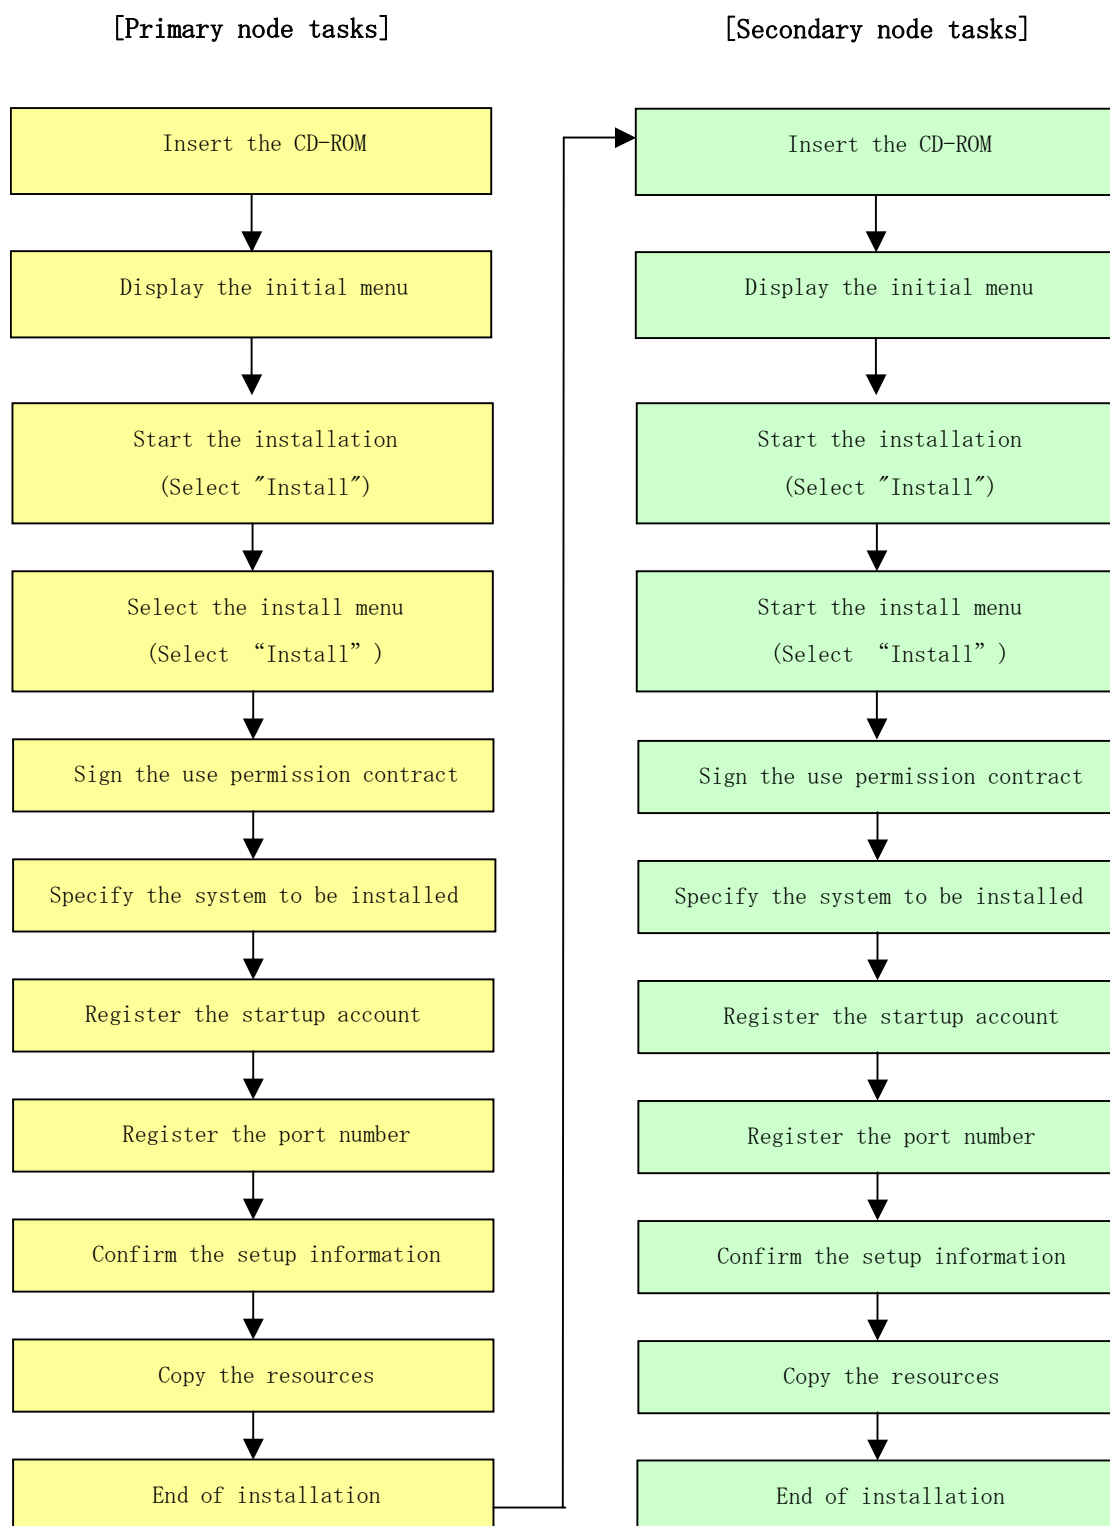 [Primary node tasks]
Insert the CD-ROM
Display the initial menu
Start the installation
(Select "Install")
Select the install menu
(Select “Install”)
Sign the use permission contract
Specify the system to be installed
Register the startup account
Register the port number
Confirm the setup information
Copy the resources
End of installation
[Secondary node tasks]
Insert the CD-ROM
Display the initial menu
Start the installation
(Select "Install")
Start the install menu
(Select “Install”)
Sign the use permission contract
Specify the system to be installed
Register the startup account
Register the port number
Confirm the setup information
Copy the resources
End of installation